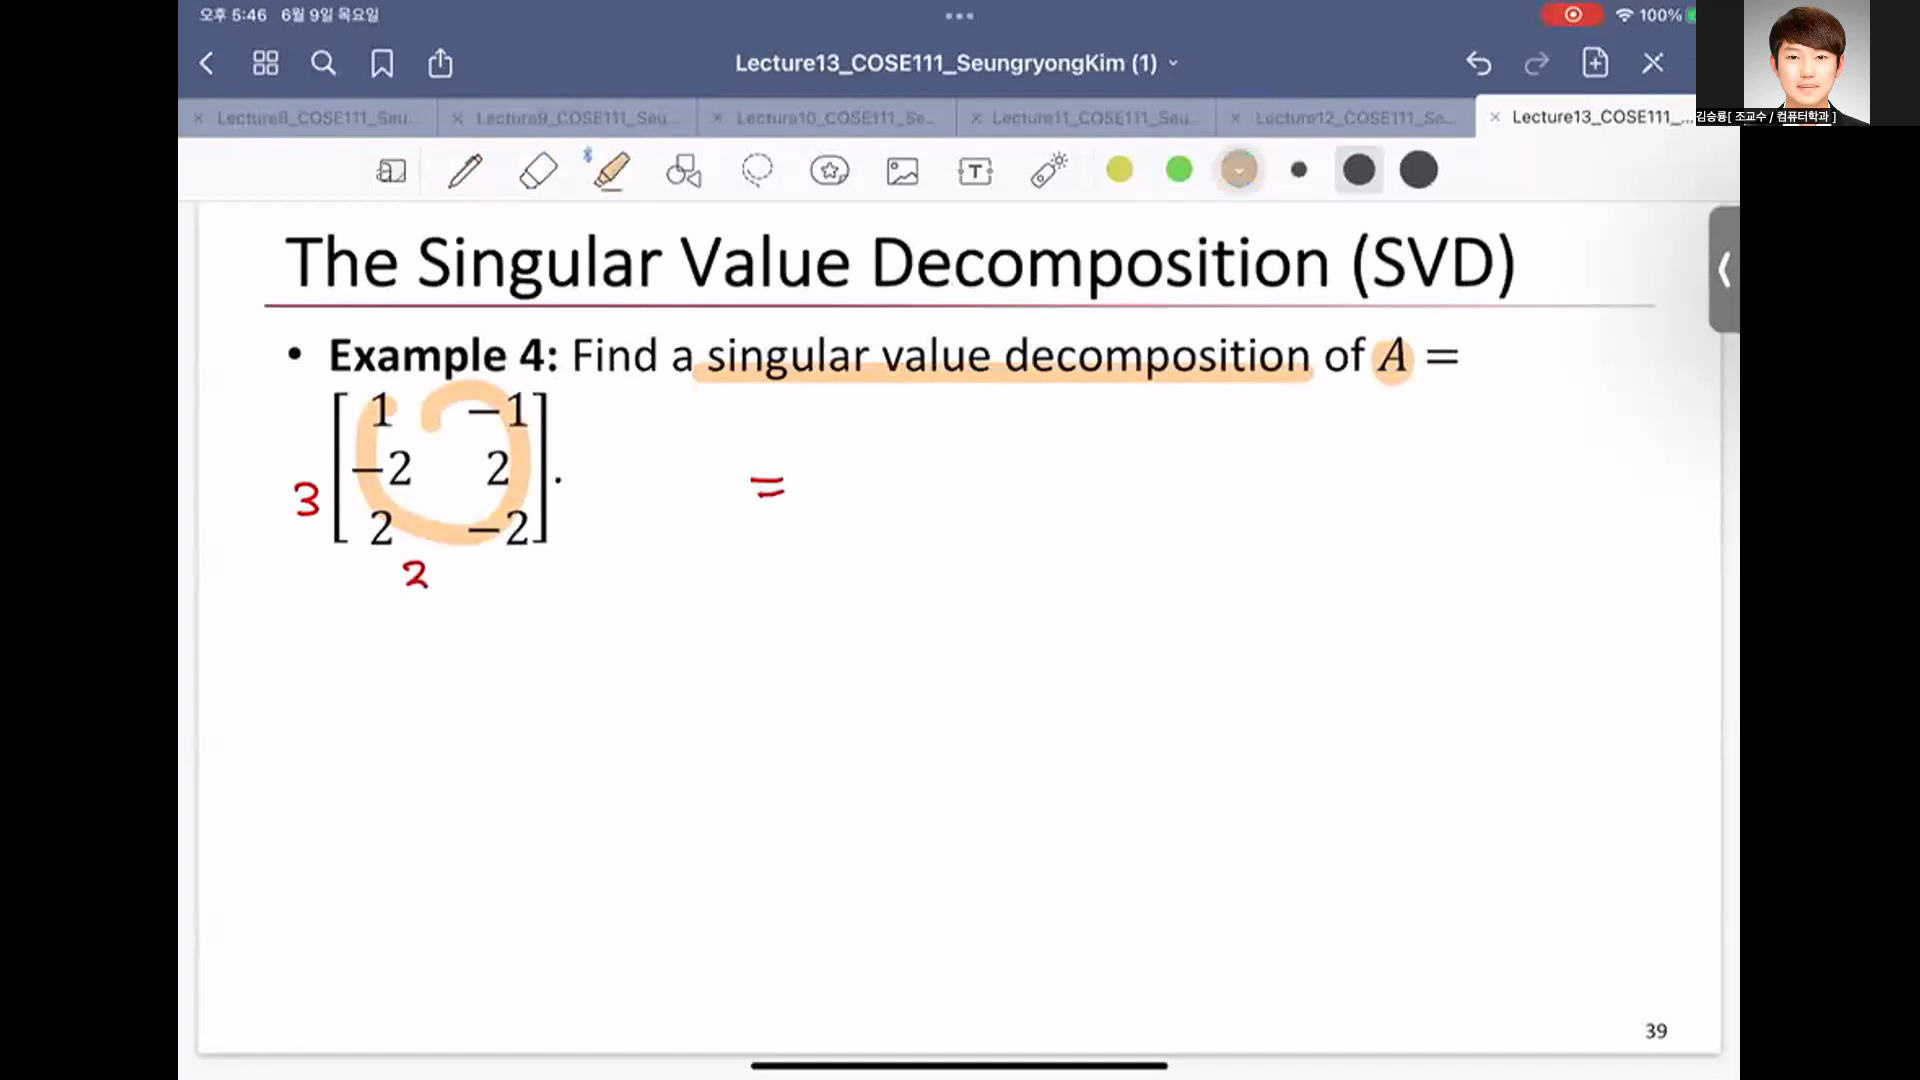 오후 5:46 6월 9일 목요일
100%
Lecture13_COSE111_SeungryongKim (1)
Lecture8_COSE111_Seu...
Lecture9_COSE111_Seu...
Lecture10_COSE111_Se...
Lecture11_COSE111_Seu...
Lecture12_COSE111_Se...
Lecture13_COSE111_...
김승룡[ 조교수 / 컴퓨터학과 ]
The Singular Value Decomposition (SVD)
• Example 4: Find a singular value decomposition of A =
1 −1
−2 2
2 −2
.
3
2
=
39